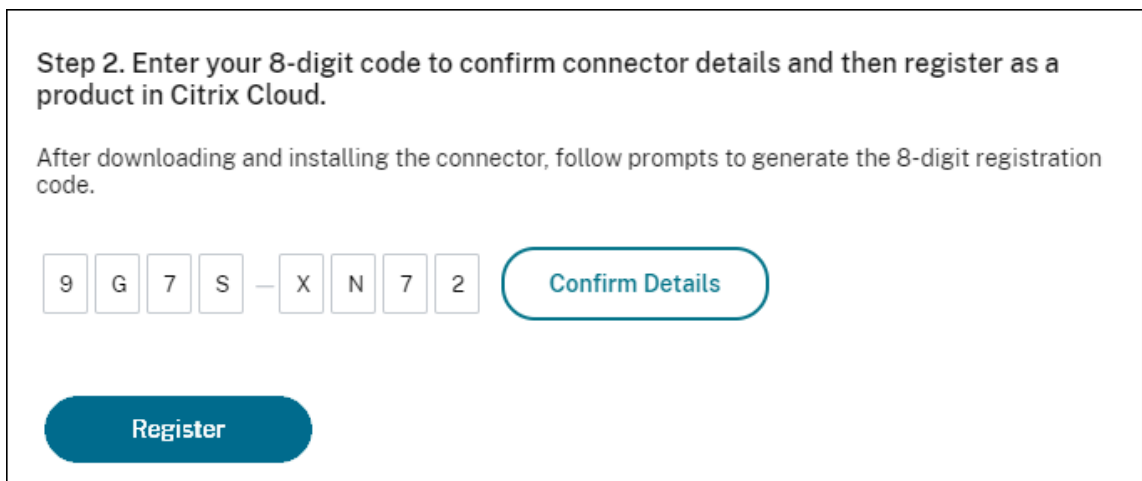 Step 2. Enter your 8-digit code to confirm connector details and then register as a
product in Citrix Cloud.
After downloading and installing the connector, follow prompts to generate the 8-digit registration
code.
9 G 7 S — X N 7 2 Confirm Details
Register